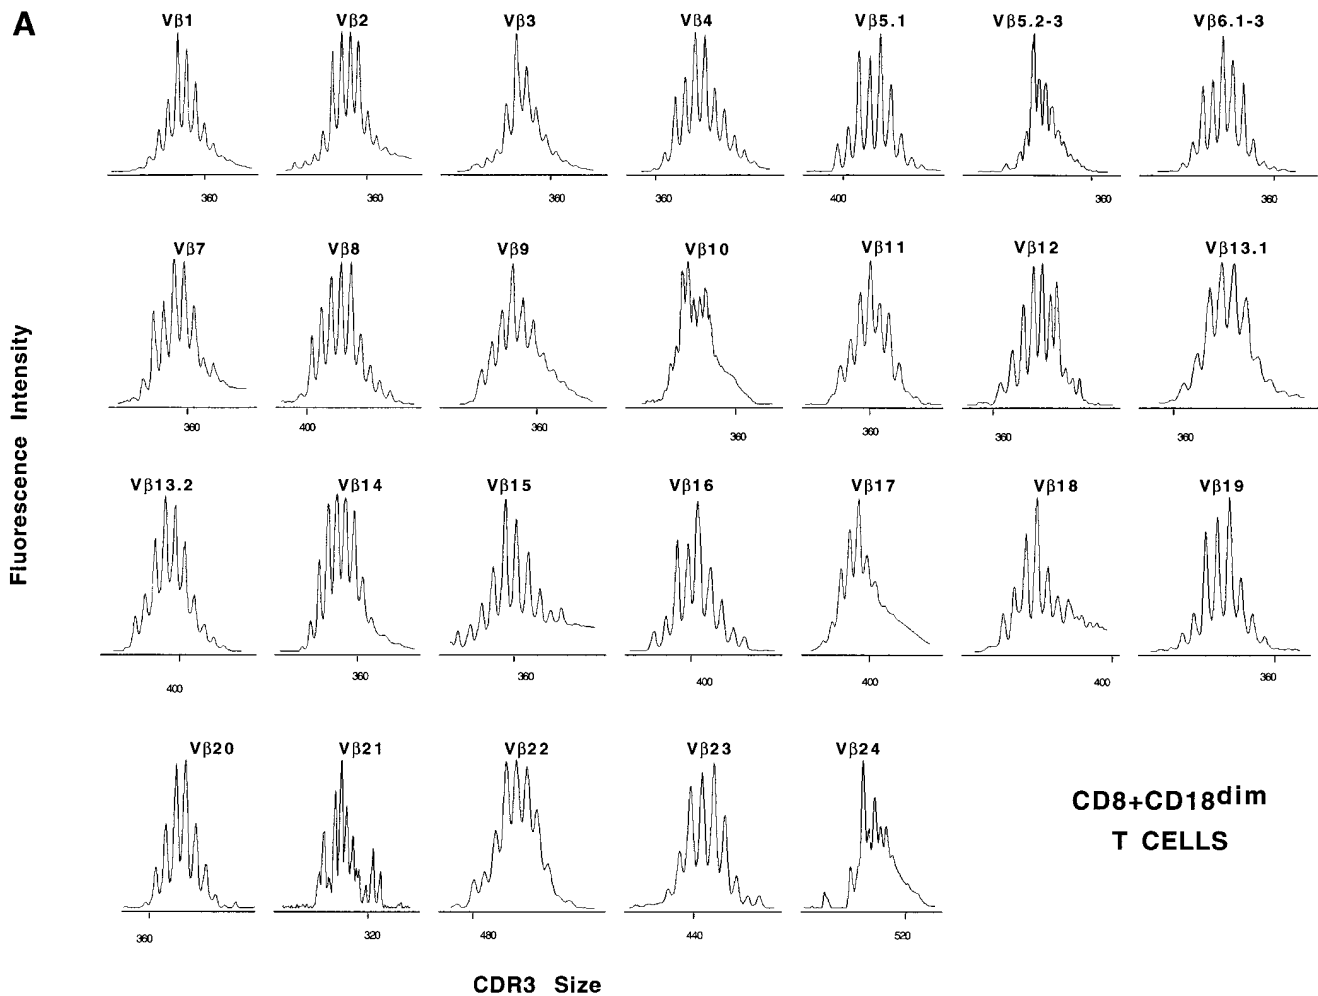 A
Vβ1 Vβ2 Vβ3 Vβ4 Vβ5.1 Vβ5.2-3 Vβ6.1-3
360 360 360 360 400 360 360
Vβ7 Vβ8 Vβ9 Vβ10 Vβ11 Vβ12 Vβ13.1
360 400 360 360 360 360 360
Fluorescence Intensity
Vβ13.2 Vβ14 Vβ15 Vβ16 Vβ17 Vβ18 Vβ19
400 360 360 400 400 400 360
Vβ20 Vβ21 Vβ22 Vβ23 Vβ24
CD8+CD18dim
T CELLS
360 320 480 440 520
CDR3 Size